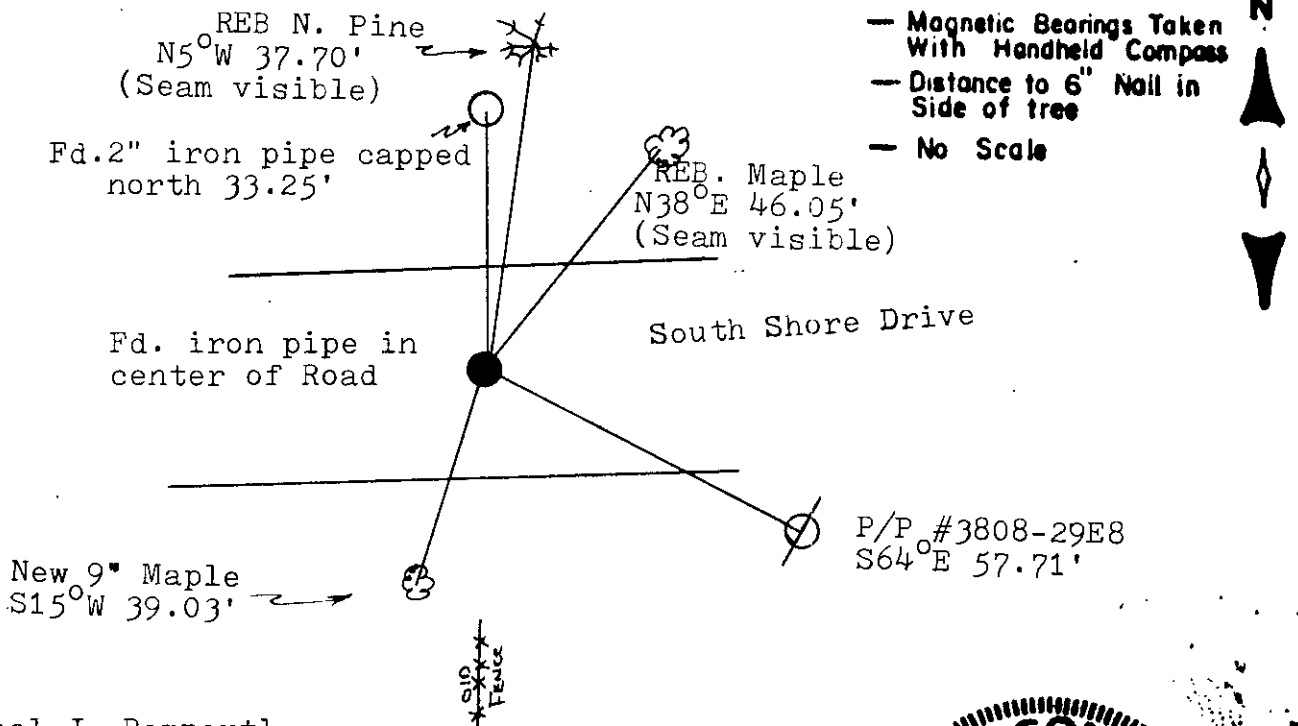 REB N. Pine
N5°W 37.70'
(Seam visible)
Fd.2" iron pipe capped
north 33.25'
— Magnetic Bearings Taken
With Handheld Compass
— Distance to 6" Nail in
Side of tree
— No Scale
N
REB. Maple
N38°E 46.05'
(Seam visible)
Fd. iron pipe in
center of Road
South Shore Drive
P/P #3808-29E8
S64°E 57.71'
New 9" Maple
S15°W 39.03'
OLD
FENCE